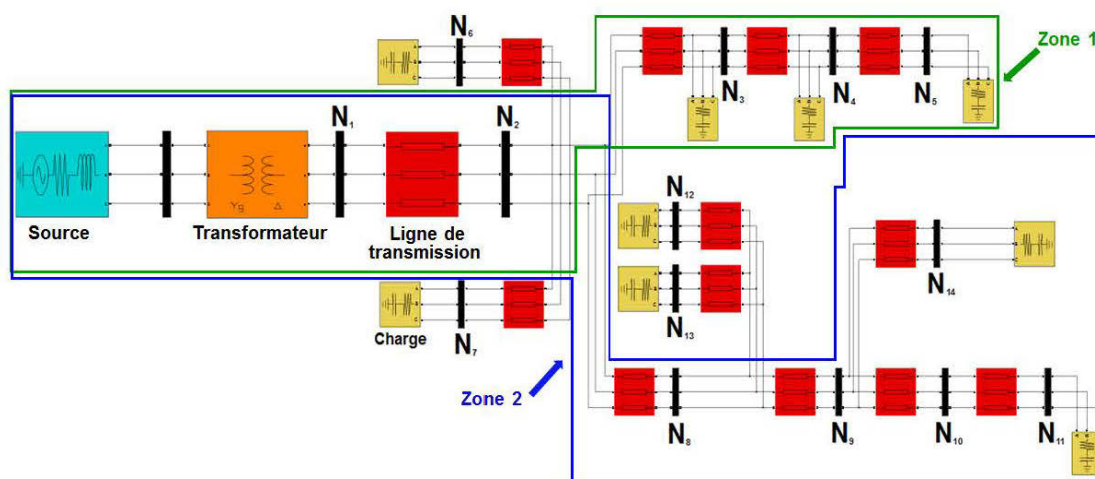 N6
Zone 1
N3
N4
N5
N1
N2
Yg
Δ
Source
Transformateur
Ligne de
transmission
N12
N13
N14
Charge
N7
Zone 2
N8
N9
N10
N11